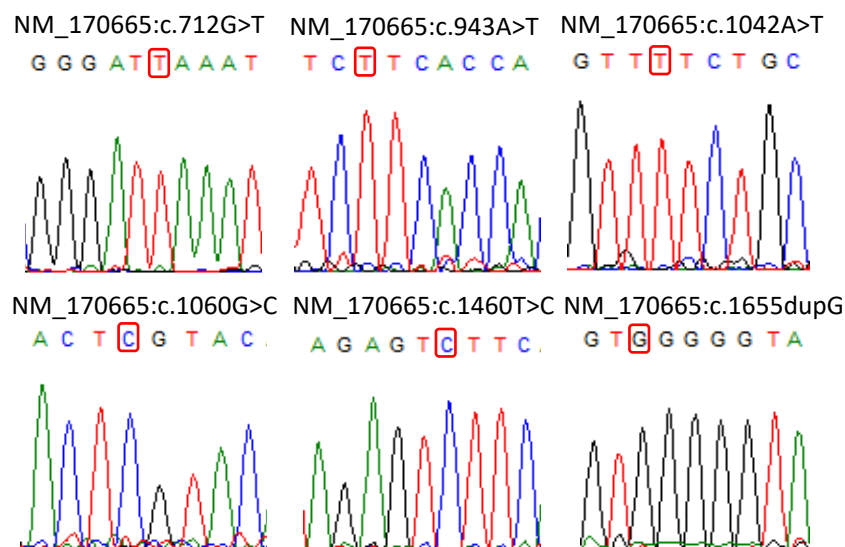 NM_170665:c.712G>T NM_170665:c.943A>T NM_170665:c.1042A>T
G G G A T T A A A T T C T T C A C C A G T T T T C T G C
NM_170665:c.1060G>C NM_170665:c.1460T>C NM_170665:c.1655dupG
A C T C G T A C A G A G T C T T C G T G G G G G T A